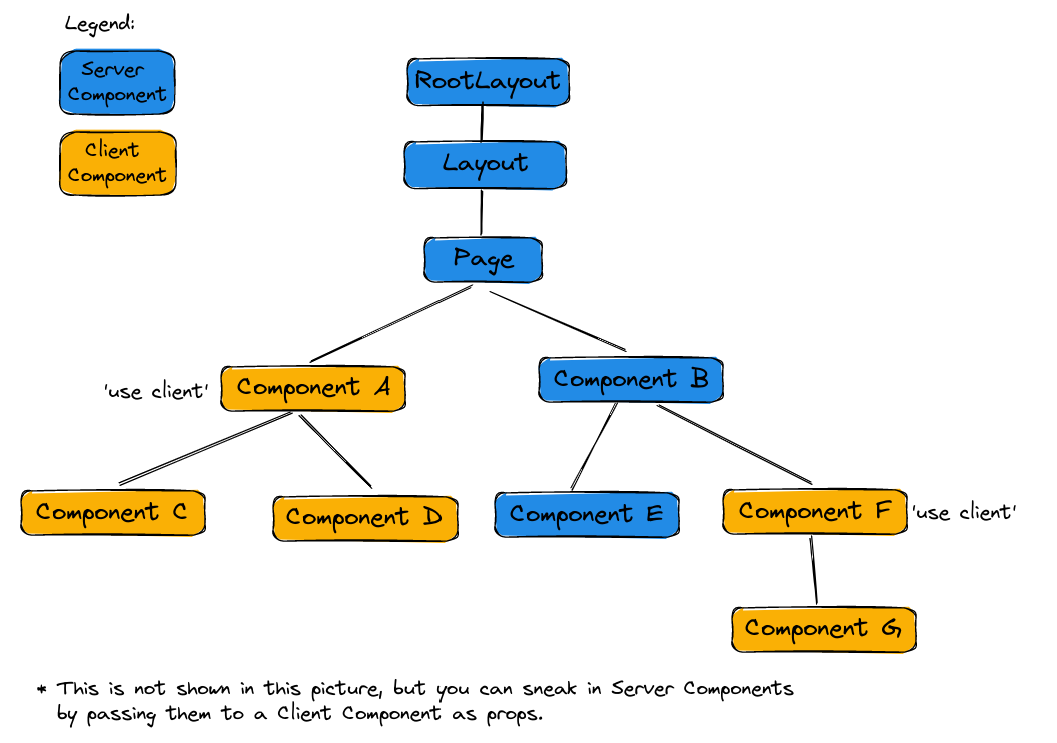 Legend:
Server
Component
Client
Component
RootLayout
Layout
Page
'use client'
Component A
Component B
Component C
Component D
Component E
Component F
'use client'
Component G
* This is not shown in this picture, but you can sneak in Server Components
by passing them to a Client Component as props.